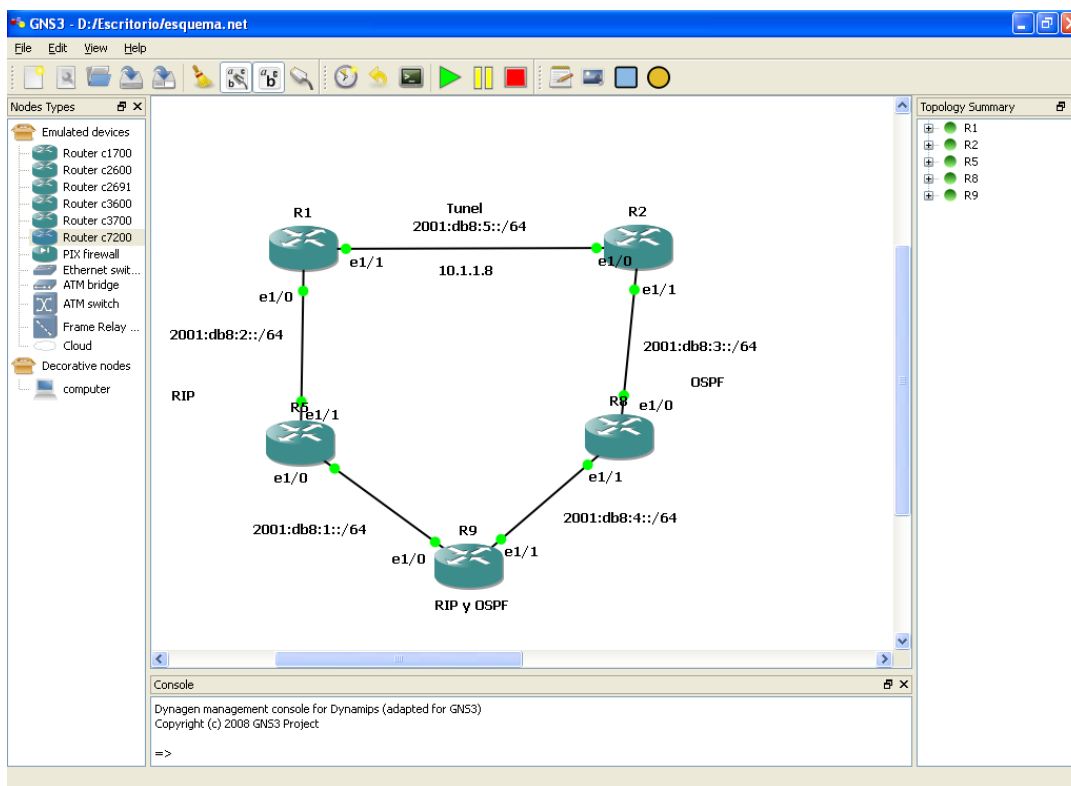 GNS3 - D:/Escritorio/esquema.net
File Edit View Help
Nodes Types
Emulated devices
Router c1700
Router c2600
Router c2691
Router c3600
Router c3700
Router c7200
PIX firewall
Ethernet swit...
ATM bridge
ATM switch
Frame Relay ...
Cloud
Decorative nodes
computer
R1
Tunel
2001:db8:5::/64
R2
e1/1
10.1.1.8
e1/0
e1/0
e1/1
2001:db8:2::/64
2001:db8:3::/64
RIP
OSPF
R5
e1/1
R8
e1/0
e1/0
e1/1
2001:db8:1::/64
2001:db8:4::/64
R9
e1/0
e1/1
RIP y OSPF
Topology Summary
R1
R2
R5
R8
R9
Console
Dynagen management console for Dynamips (adapted for GNS3)
Copyright (c) 2008 GNS3 Project
=>